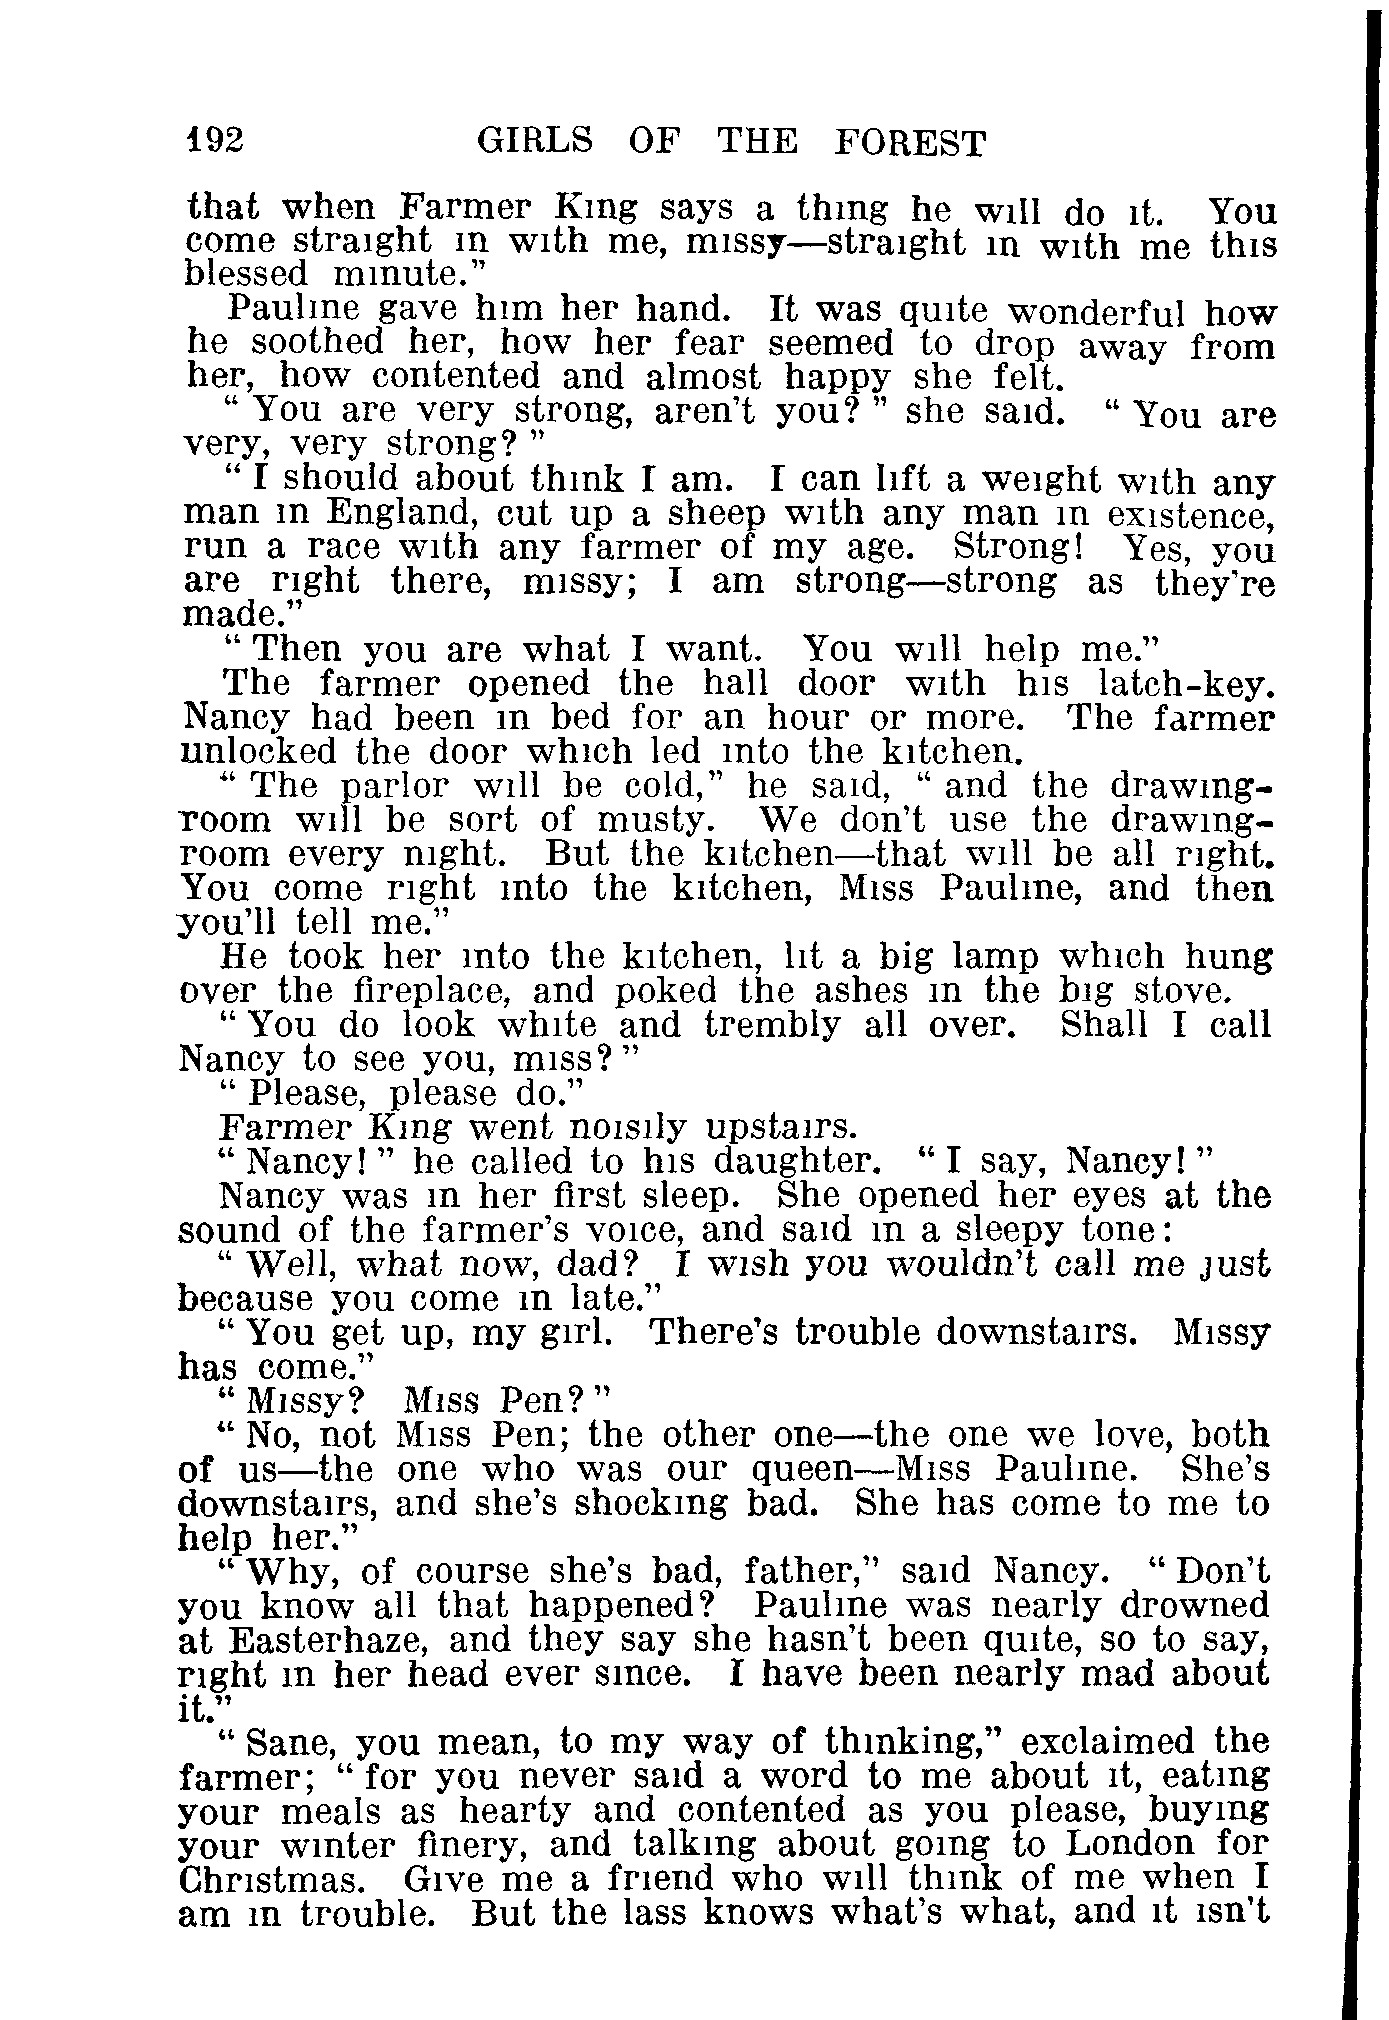 192 GIRLS OF THE FOREST
that when Farmer King says a thing he will do it. You
come straight in with me, missy—straight in with me this
blessed minute."
Pauline gave him her hand. It was quite wonderful how
he soothed her, how her fear seemed to drop away from
her, how contented and almost happy she felt.
"You are very strong, aren't you?" she said. "You are
very, very strong?"
"I should about think I am. I can lift a weight with any
man in England, cut up a sheep with any man in existence,
run a race with any farmer of my age. Strong! Yes, you
are right there, missy; I am strong—strong as they're
made."
"Then you are what I want. You will help me."
The farmer opened the hall door with his latch-key.
Nancy had been in bed for an hour or more. The farmer
unlocked the door which led into the kitchen.
"The parlor will be cold," he said, "and the drawing-
room will be sort of musty. We don't use the drawing-
room every night. But the kitchen—that will be all right.
You come right into the kitchen, Miss Pauline, and then
you'll tell me."
He took her into the kitchen, lit a big lamp which hung
over the fireplace, and poked the ashes in the big stove.
"You do look white and trembly all over. Shall I call
Nancy to see you, miss?"
"Please, please do."
Farmer King went noisily upstairs.
"Nancy!" he called to his daughter. "I say, Nancy!"
Nancy was in her first sleep. She opened her eyes at the
sound of the farmer's voice, and said in a sleepy tone:
"Well, what now, dad? I wish you wouldn't call me just
because you come in late."
"You get up, my girl. There's trouble downstairs. Missy
has come."
"Missy? Miss Pen?"
"No, not Miss Pen; the other one—the one we love, both
of us—the one who was our queen—Miss Pauline. She's
downstairs, and she's shocking bad. She has come to me to
help her."
"Why, of course she's bad, father," said Nancy. "Don't
you know all that happened? Pauline was nearly drowned
at Easterhaze, and they say she hasn't been quite, so to say,
right in her head ever since. I have been nearly mad about
it."
"Sane, you mean, to my way of thinking," exclaimed the
farmer; "for you never said a word to me about it, eating
your meals as hearty and contented as you please, buying
your winter finery, and talking about going to London for
Christmas. Give me a friend who will think of me when I
am in trouble. But the lass knows what's what, and it isn't